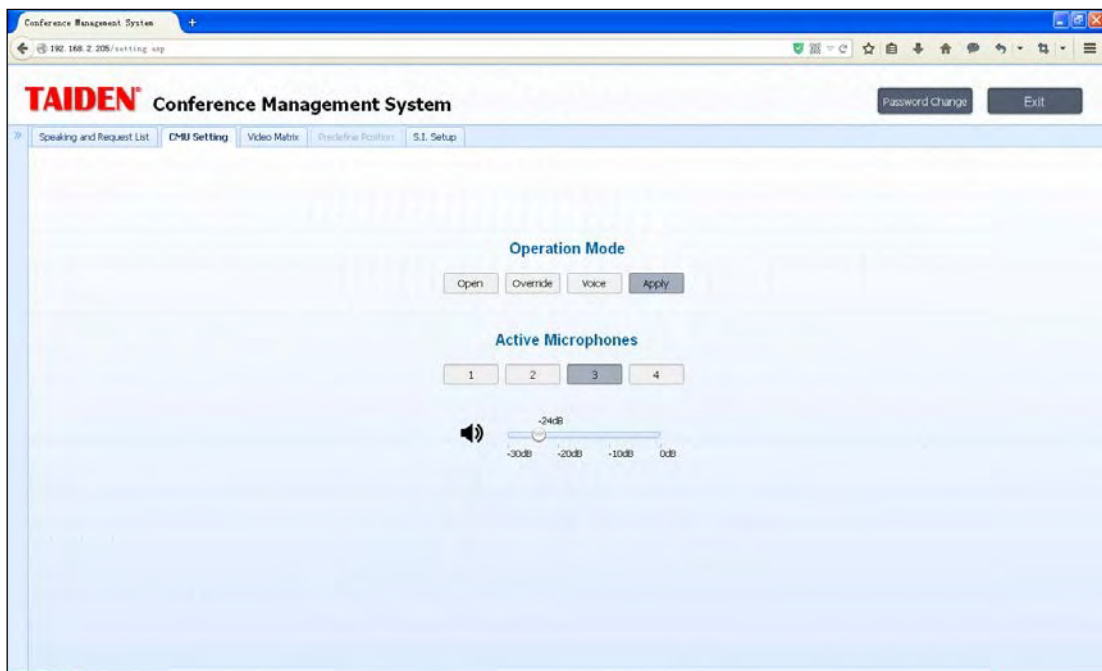 Conference Management System
192.168.2.205/setting.asp
TAIDEN® Conference Management System
Password Change
Exit
Speaking and Request List
CMU Setting
Video Matrix
Predefine Position
S.I. Setup
Operation Mode
Open
Override
Voice
Apply
Active Microphones
1
2
3
4
-24dB
-30dB -20dB -10dB 0dB